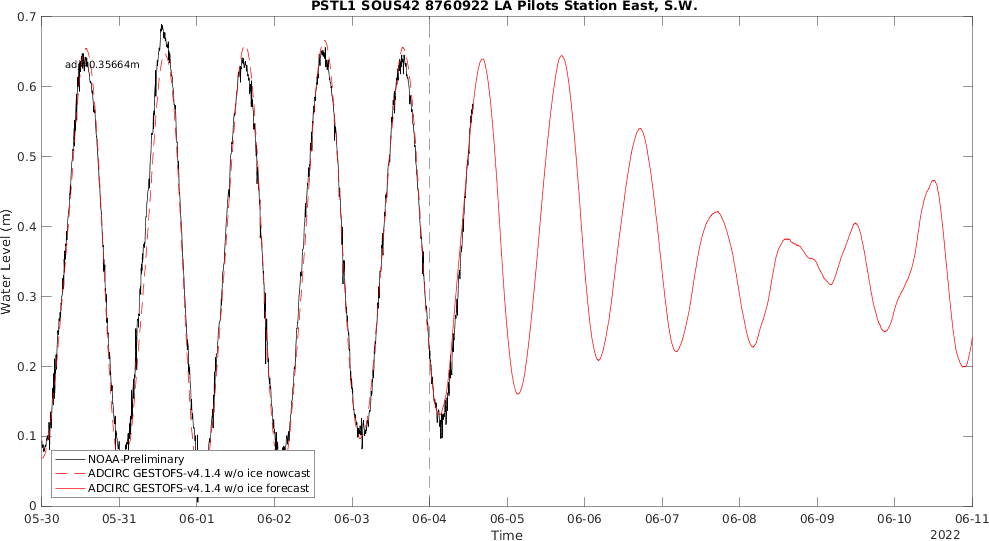 PSTL1 SOUS42 8760922 LA Pilots Station East, S.W.
0.7
0.6
0.5
0.4
0.3
0.2
0.1
0
Water Level (m)
NOAA-Preliminary
ADCIRC GESTOFS-v4.1.4 w/o ice nowcast
ADCIRC GESTOFS-v4.1.4 w/o ice forecast
05-30 05-31 06-01 06-02 06-03 06-04 06-05 06-06 06-07 06-08 06-09 06-10 06-11
Time
2022